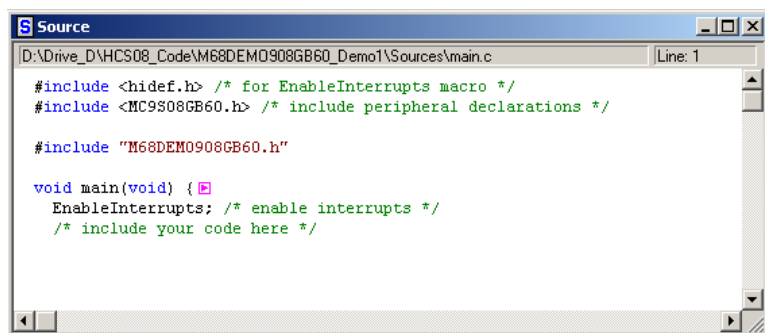 Source
D:\Drive_D\HCS08_Code\M68DEMO908GB60_Demo1\Sources\main.c Line: 1
#include <hidef.h> /* for EnableInterrupts macro */
#include <MC9S08GB60.h> /* include peripheral declarations */
#include "M68DEMO908GB60.h"
void main(void) {
EnableInterrupts; /* enable interrupts */
/* include your code here */